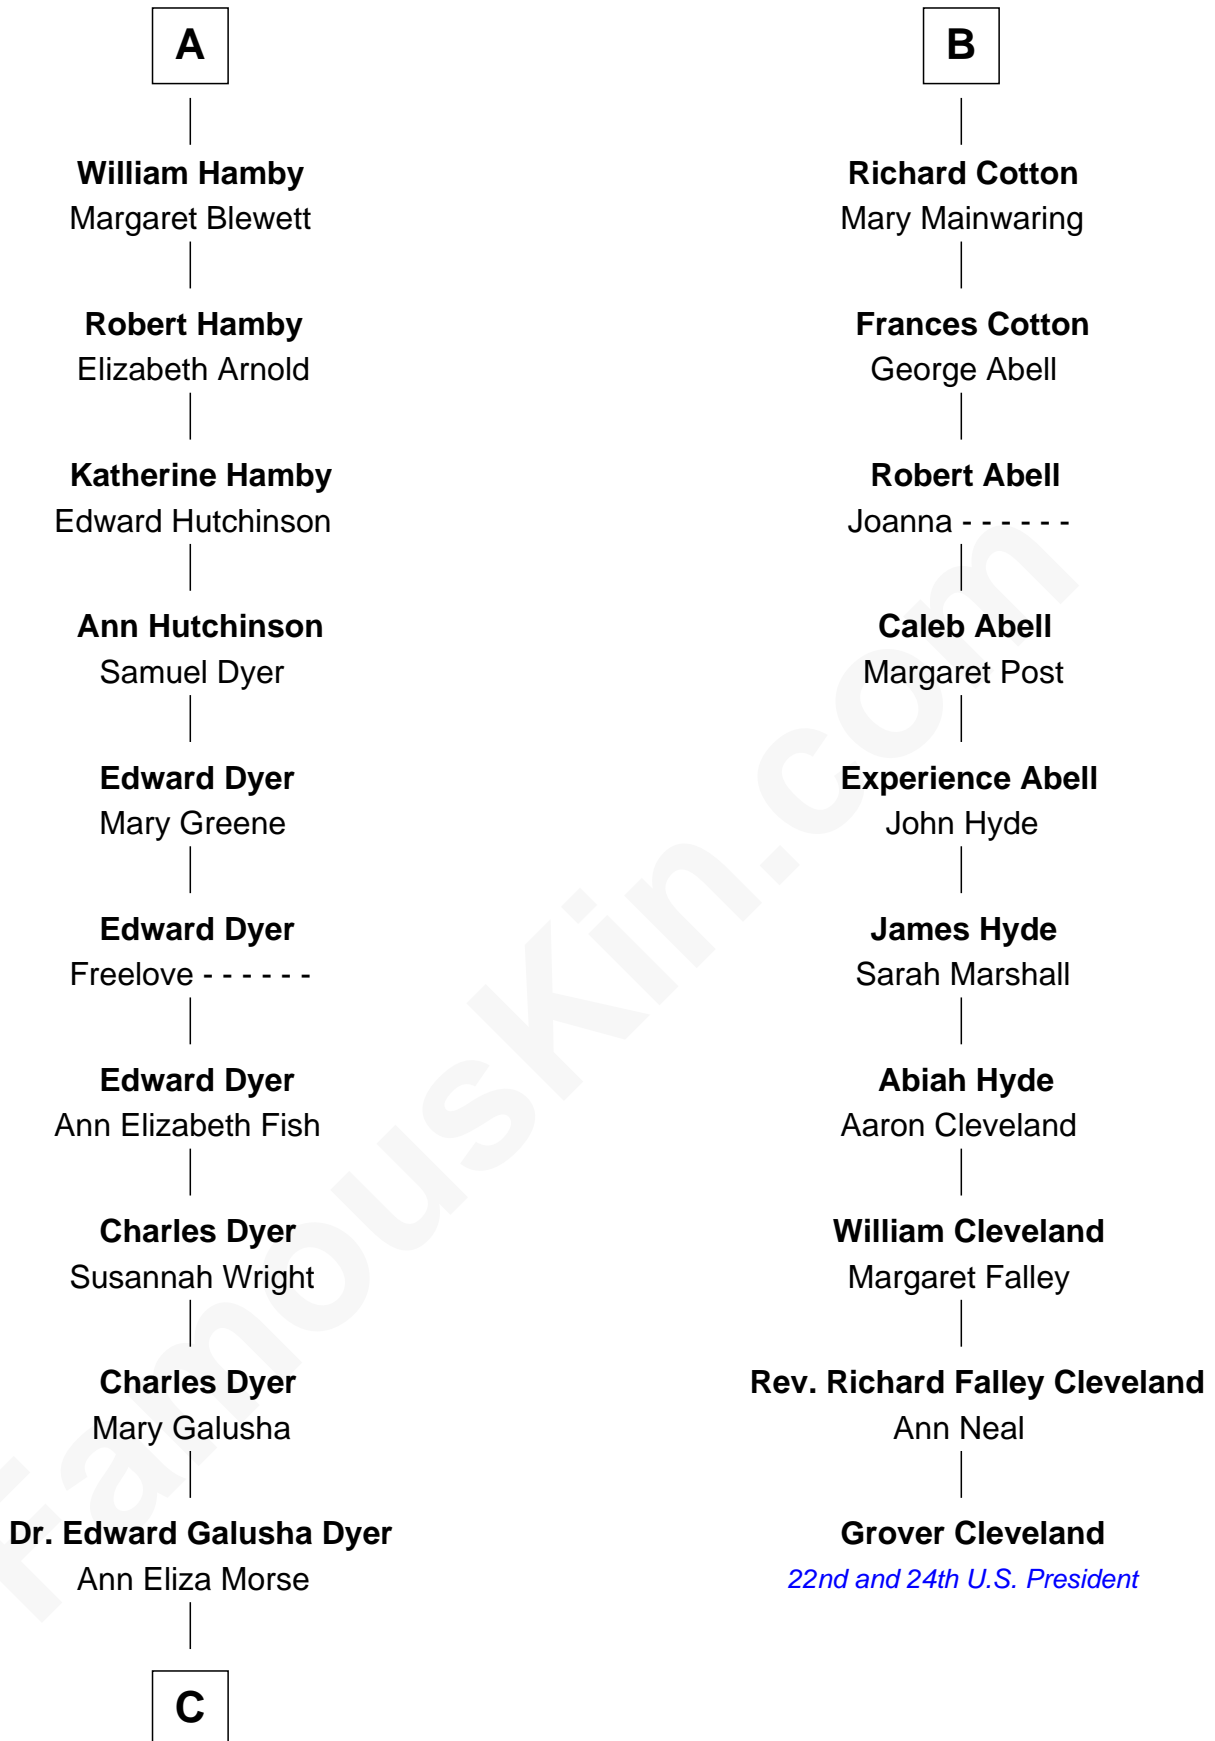 A
William Hamby
Margaret Blewett
Robert Hamby
Elizabeth Arnold
Katherine Hamby
Edward Hutchinson
Ann Hutchinson
Samuel Dyer
Edward Dyer
Mary Greene
Edward Dyer
Freelove - - - - - -
Edward Dyer
Ann Elizabeth Fish
Charles Dyer
Susannah Wright
Charles Dyer
Mary Galusha
Dr. Edward Galusha Dyer
Ann Eliza Morse
C
B
Richard Cotton
Mary Mainwaring
Frances Cotton
George Abell
Robert Abell
Joanna - - - - - -
Caleb Abell
Margaret Post
Experience Abell
John Hyde
James Hyde
Sarah Marshall
Abiah Hyde
Aaron Cleveland
William Cleveland
Margaret Falley
Rev. Richard Falley Cleveland
Ann Neal
Grover Cleveland
22nd and 24th U.S. President
FamousKin.com